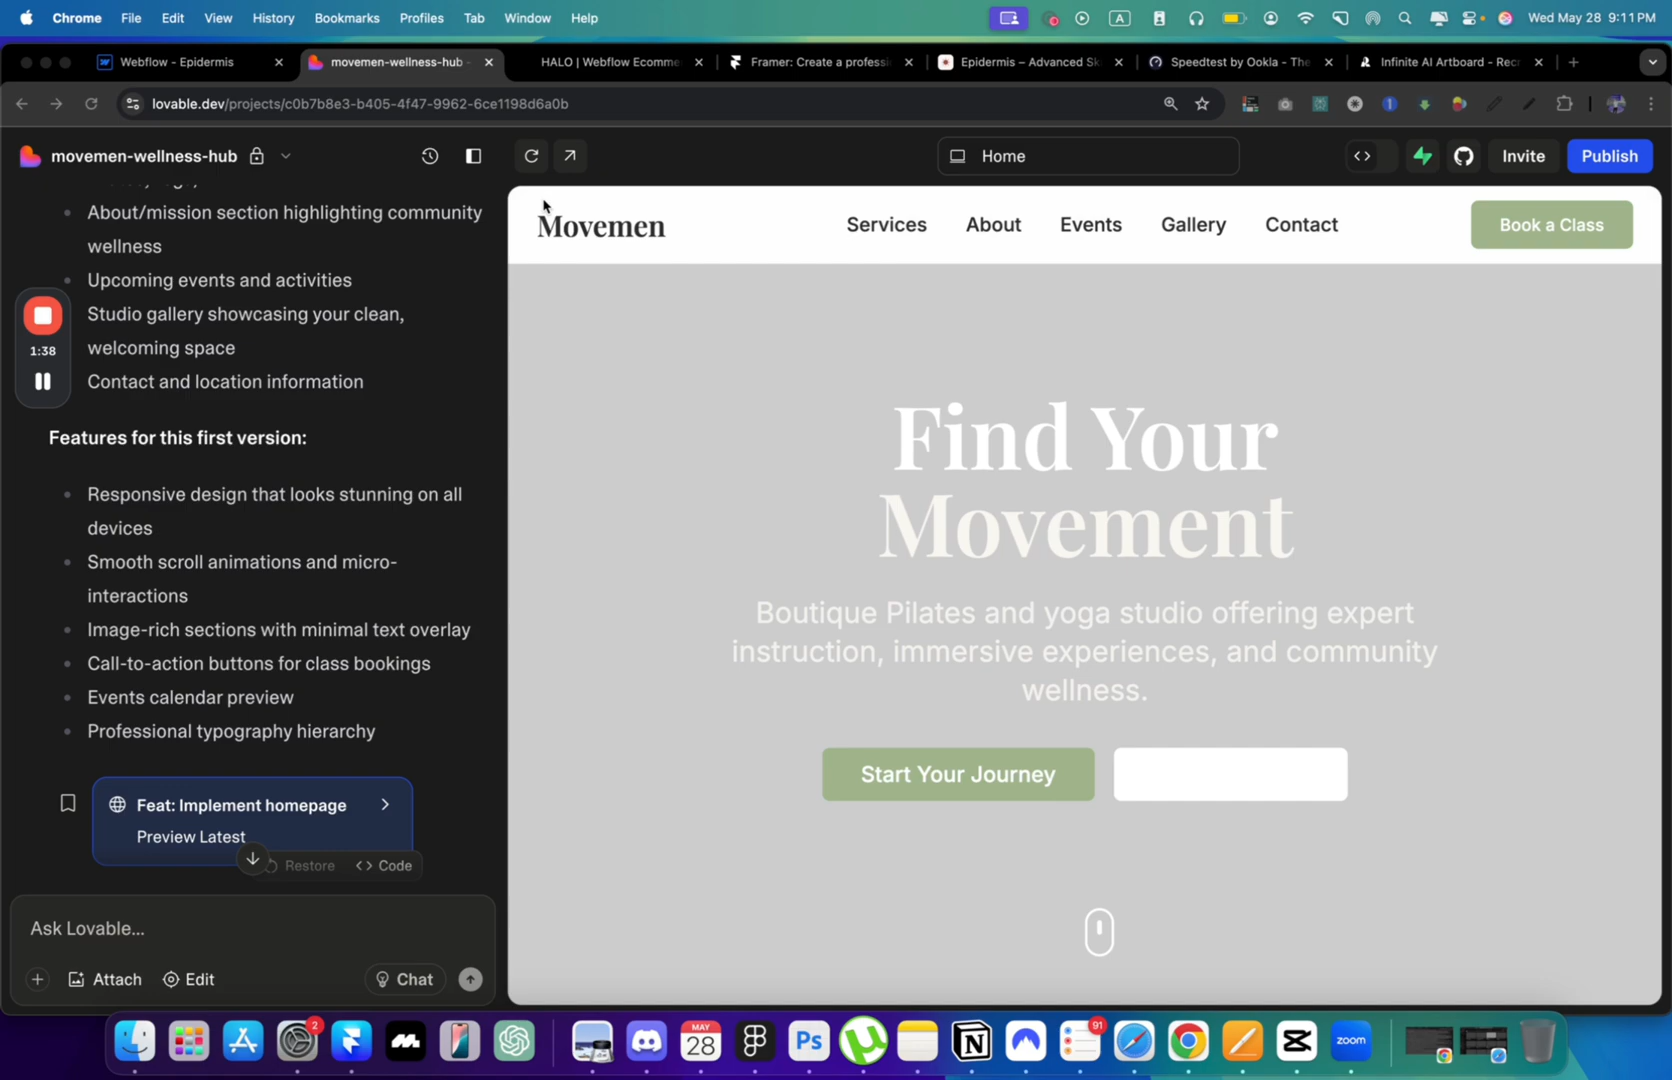 Chrome File Edit View History Bookmarks Profiles Tab Window Help A Wed May 28 9:11 PM
Webflow - Epidermis movemen-wellness-hub - HALO | Webflow Ecomme Framer: Create a professi Epidermis – Advanced Sk Speedtest by Ookla - The Infinite AI Artboard - Recr
lovable.dev/projects/c0b7b8e3-b405-4f47-9962-6ce1198d6a0b
movemen-wellness-hub Home Invite Publish
About/mission section highlighting community
wellness
Upcoming events and activities
Studio gallery showcasing your clean,
welcoming space
1:38
Contact and location information
Features for this first version:
Responsive design that looks stunning on all
devices
Smooth scroll animations and micro-
interactions
Image-rich sections with minimal text overlay
Call-to-action buttons for class bookings
Events calendar preview
Professional typography hierarchy
Feat: Implement homepage
Preview Latest
Restore Code
Ask Lovable...
Attach Edit Chat
Movemen Services About Events Gallery Contact Book a Class
Find Your
Movement
Boutique Pilates and yoga studio offering expert
instruction, immersive experiences, and community
wellness.
Start Your Journey
2 MAY 28 Ps 91 zoom